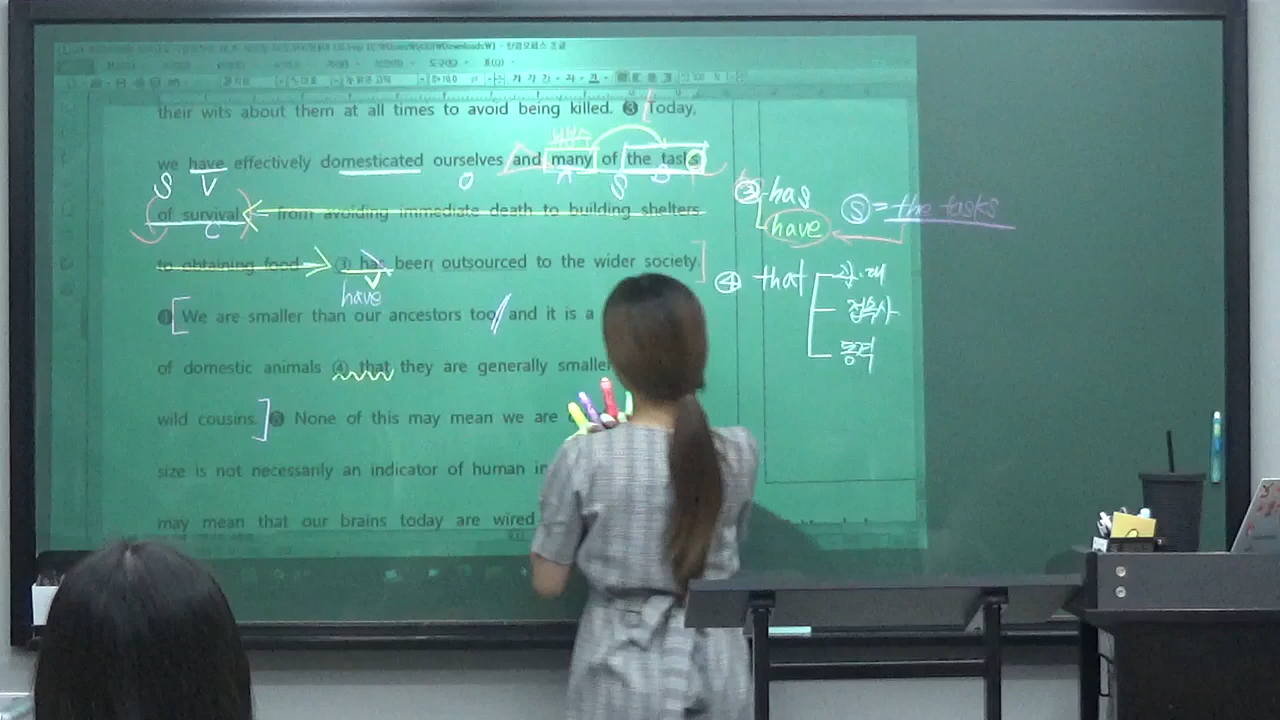 their wits about them at all times to avoid being killed. ❸ Today,
we have effectively domesticated ourselves and many of the tasks
S V O S
of survival — from avoiding immediate death to building shelters
C
to obtaining food — ③ has been outsourced to the wider society.
have
❹ We are smaller than our ancestors too, and it is a
of domestic animals ④ that they are generally smaller
wild cousins. ❺ None of this may mean we are
size is not necessarily an indicator of human in
may mean that our brains today are wired
③ has
have
Ⓢ = the tasks
④ that
접속사
동격